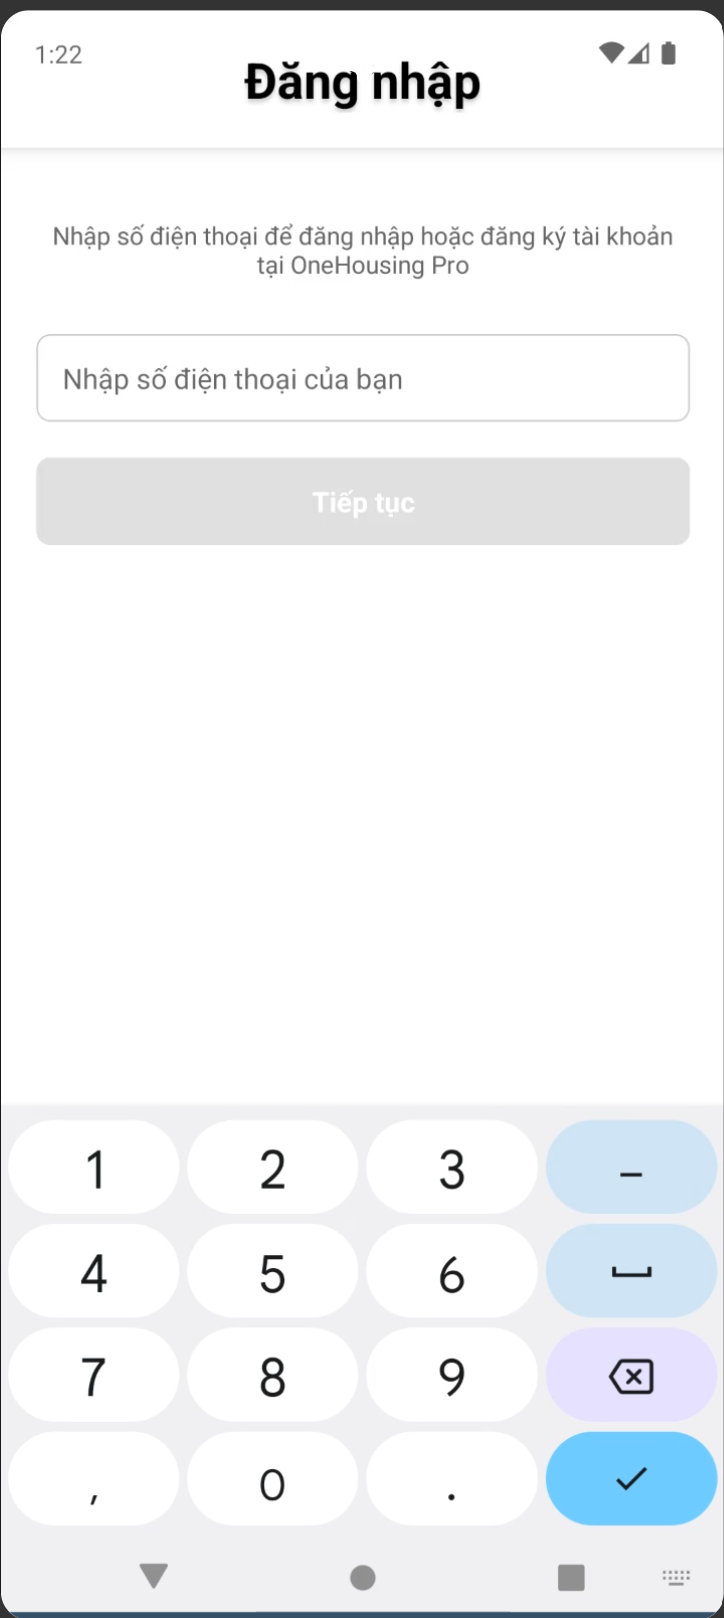 1:22
Đăng nhập
Nhập số điện thoại để đăng nhập hoặc đăng ký tài khoản
tại OneHousing Pro
Nhập số điện thoại của bạn
Tiếp tục
1 2 3 –
4 5 6
7 8 9
, 0 .